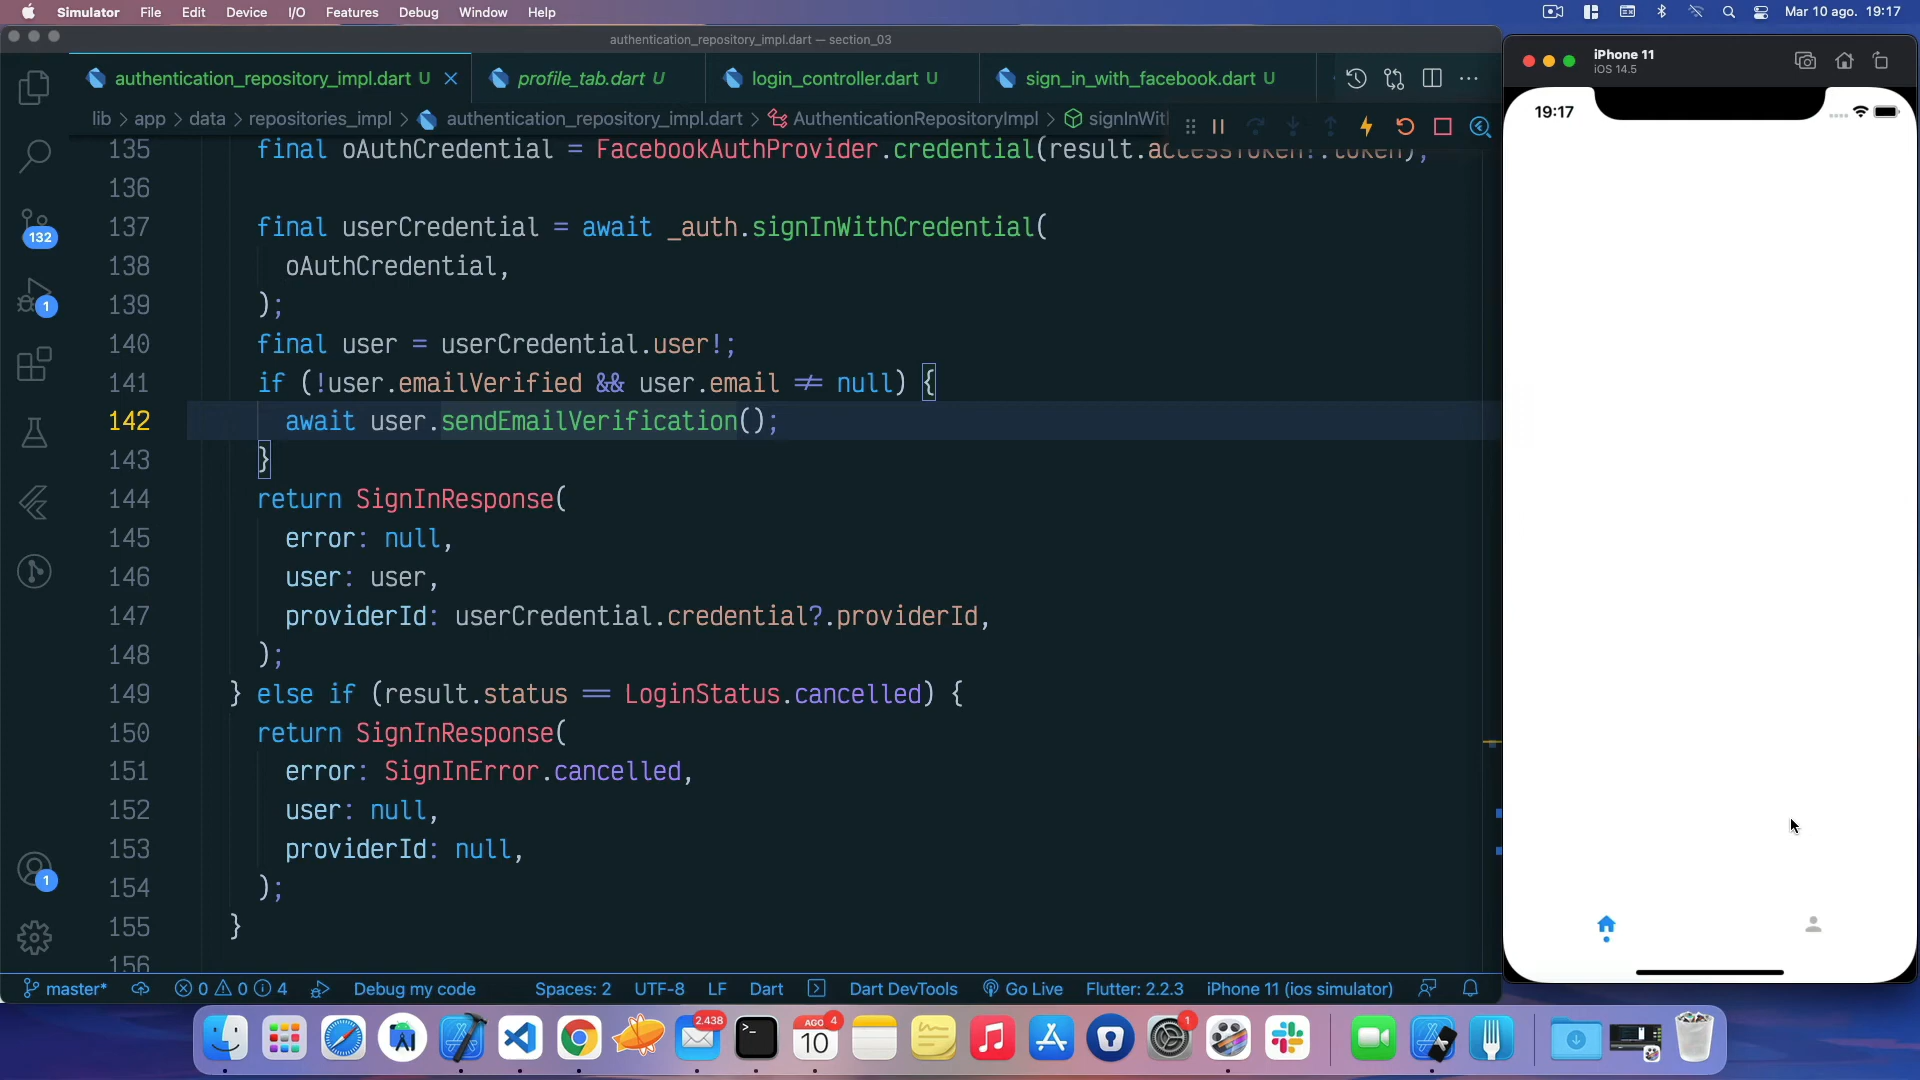 Simulator File Edit Device I/O Features Debug Window Help Mar 10 ago. 19:17
authentication_repository_impl.dart — section_03
authentication_repository_impl.dart U profile_tab.dart U login_controller.dart U sign_in_with_facebook.dart U
lib > app > data > repositories_impl > authentication_repository_impl.dart > AuthenticationRepositoryImpl > signInWit
135 final oAuthCredential = FacebookAuthProvider.credential(result.accessToken!.token);
136
137 final userCredential = await _auth.signInWithCredential(
138 oAuthCredential,
139 );
140 final user = userCredential.user!;
141 if (!user.emailVerified && user.email ≠ null) {
142 await user.sendEmailVerification();
143 }
144 return SignInResponse(
145 error: null,
146 user: user,
147 providerId: userCredential.credential?.providerId,
148 );
149 } else if (result.status == LoginStatus.cancelled) {
150 return SignInResponse(
151 error: SignInError.cancelled,
152 user: null,
153 providerId: null,
154 );
155 }
156
132
1
1
master* 0 0 4 Debug my code Spaces: 2 UTF-8 LF Dart Dart DevTools Go Live Flutter: 2.2.3 iPhone 11 (ios simulator)
iPhone 11
iOS 14.5
19:17
2.438
AGO 4
10
1